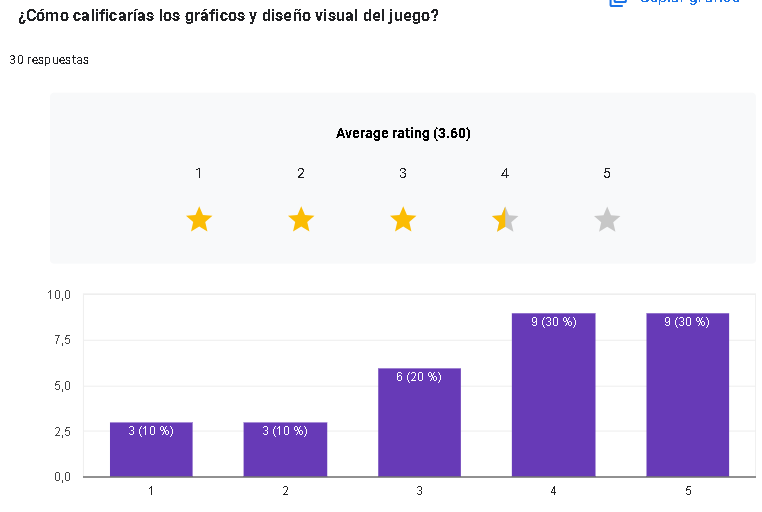 ¿Cómo calificarías los gráficos y diseño visual del juego?
30 respuestas
Average rating (3.60)
1 2 3 4 5
10,0
7,5
5,0
2,5
0,0
3 (10 %) 3 (10 %) 6 (20 %) 9 (30 %) 9 (30 %)
1 2 3 4 5